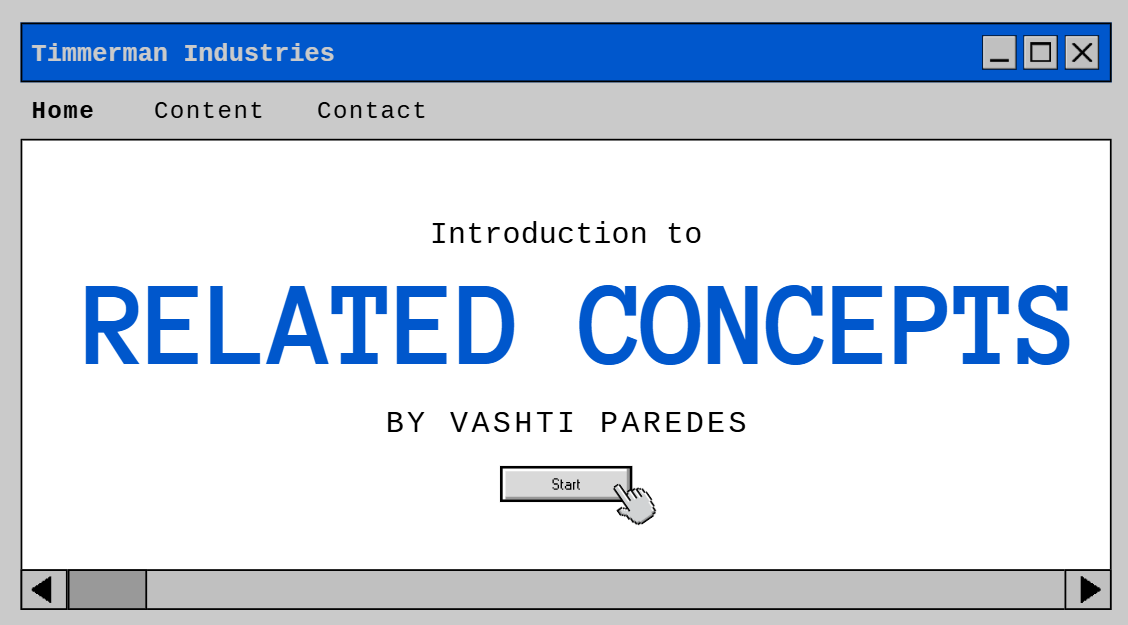 Timmerman Industries
Home Content Contact
Introduction to
RELATED CONCEPTS
BY VASHTI PAREDES
Start